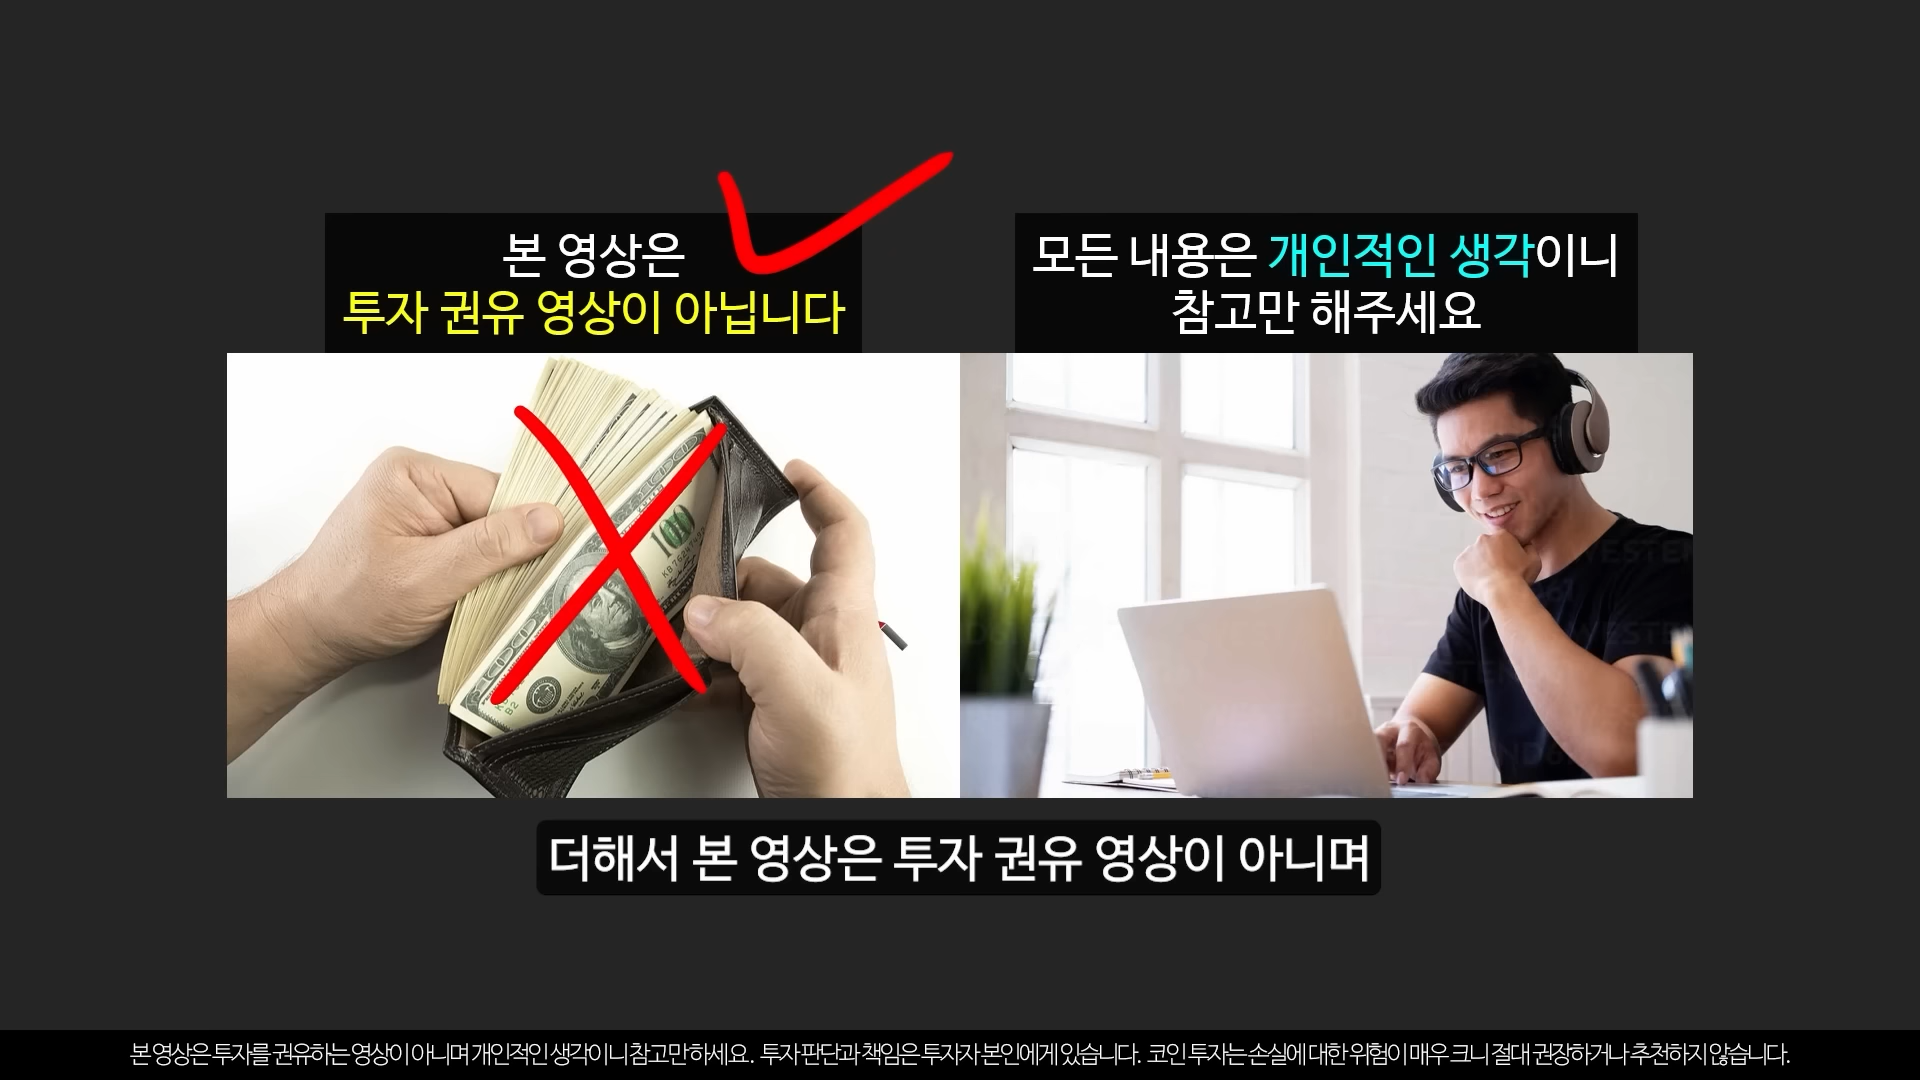 본 영상은
투자 권유 영상이 아닙니다
모든 내용은 개인적인 생각이니
참고만 해주세요
100
더해서 본 영상은 투자 권유 영상이 아니며
본 영상은 투자를 권유하는 영상이 아니며 개인적인 생각이니 참고만 하세요. 투자 판단과 책임은 투자자 본인에게 있습니다. 코인 투자는 손실에 대한 위험이 매우 크니 절대 권장하거나 추천하지 않습니다.